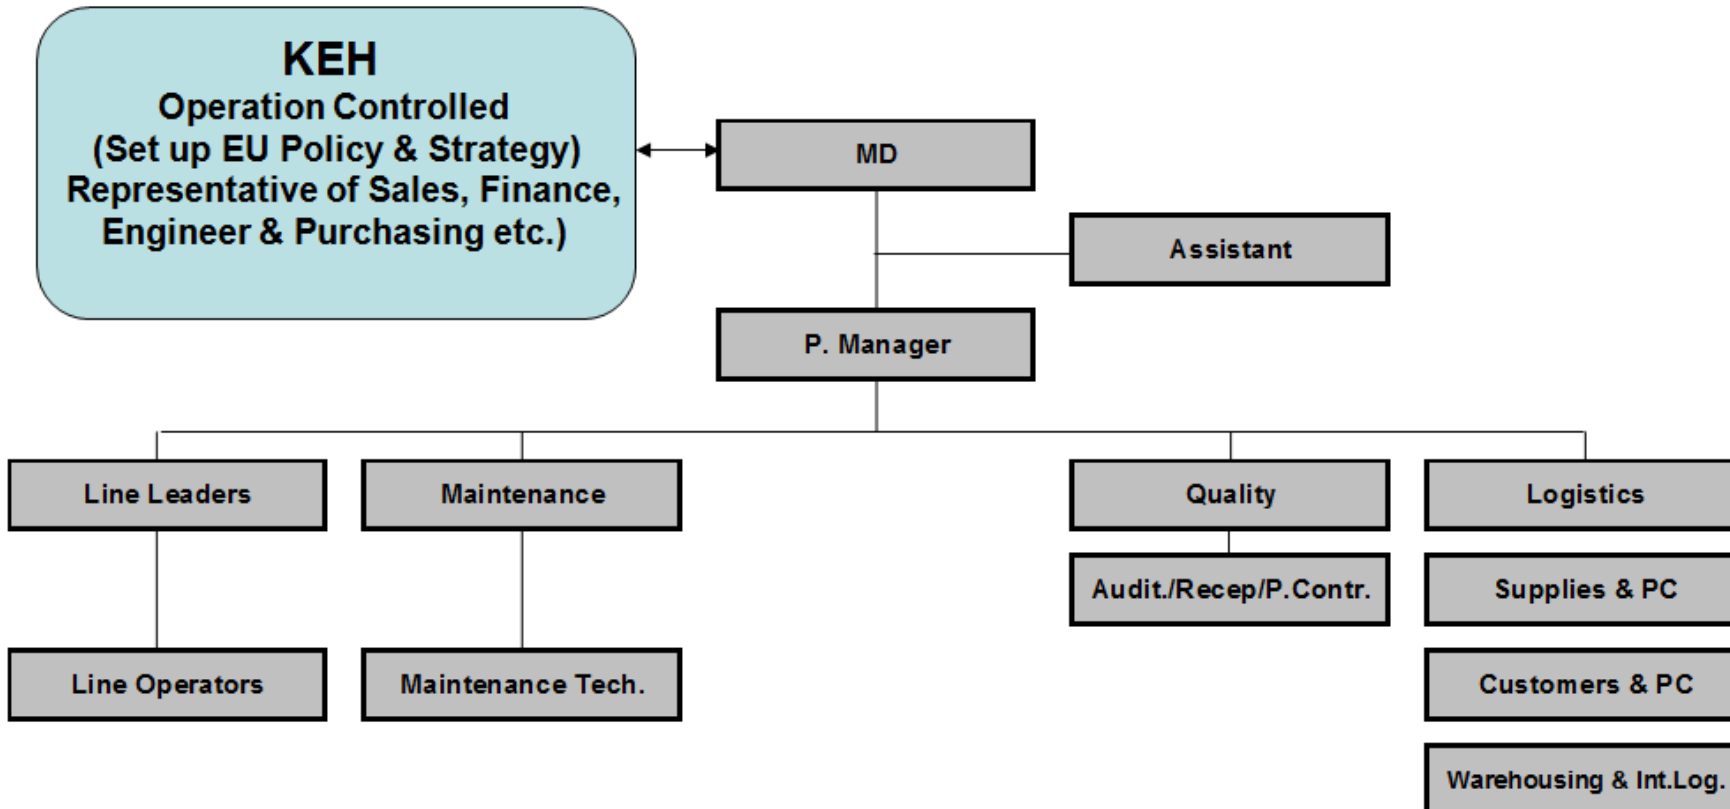 KEH
Operation Controlled
(Set up EU Policy & Strategy)
Representative of Sales, Finance,
Engineer & Purchasing etc.)
MD
Assistant
P. Manager
Line Leaders
Maintenance
Quality
Logistics
Audit./Recep/P.Contr.
Supplies & PC
Line Operators
Maintenance Tech.
Customers & PC
Warehousing & Int.Log.